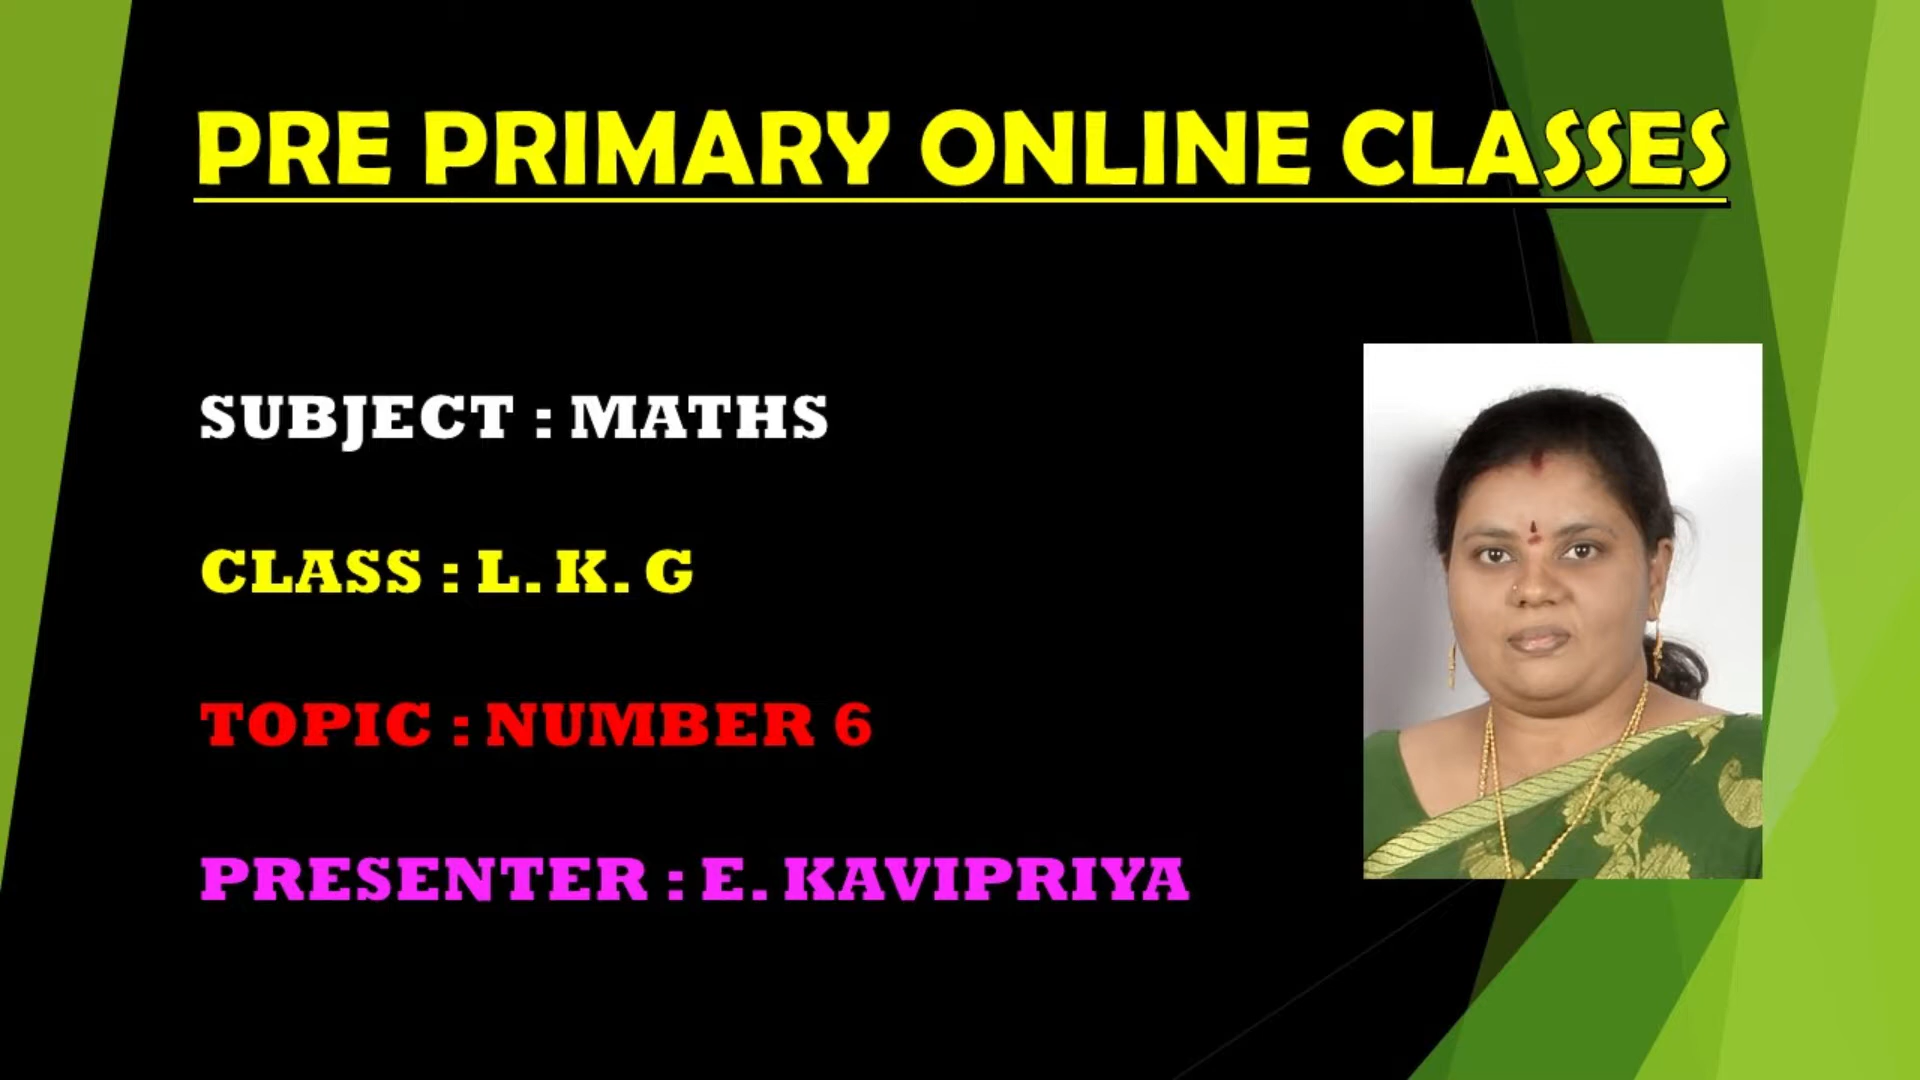 PRE PRIMARY ONLINE CLASSES
SUBJECT : MATHS
CLASS : L. K. G
TOPIC : NUMBER 6
PRESENTER : E. KAVIPRIYA